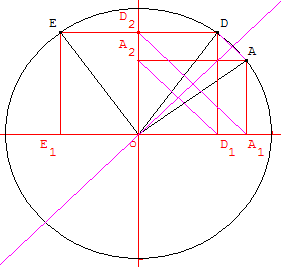 D₂
E D
A₂ A
O
E₁ D₁ A₁